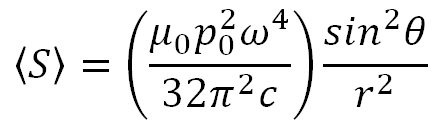 ⟨S⟩ = (μ₀p₀²ω⁴ / 32π²c) sin²θ / r²